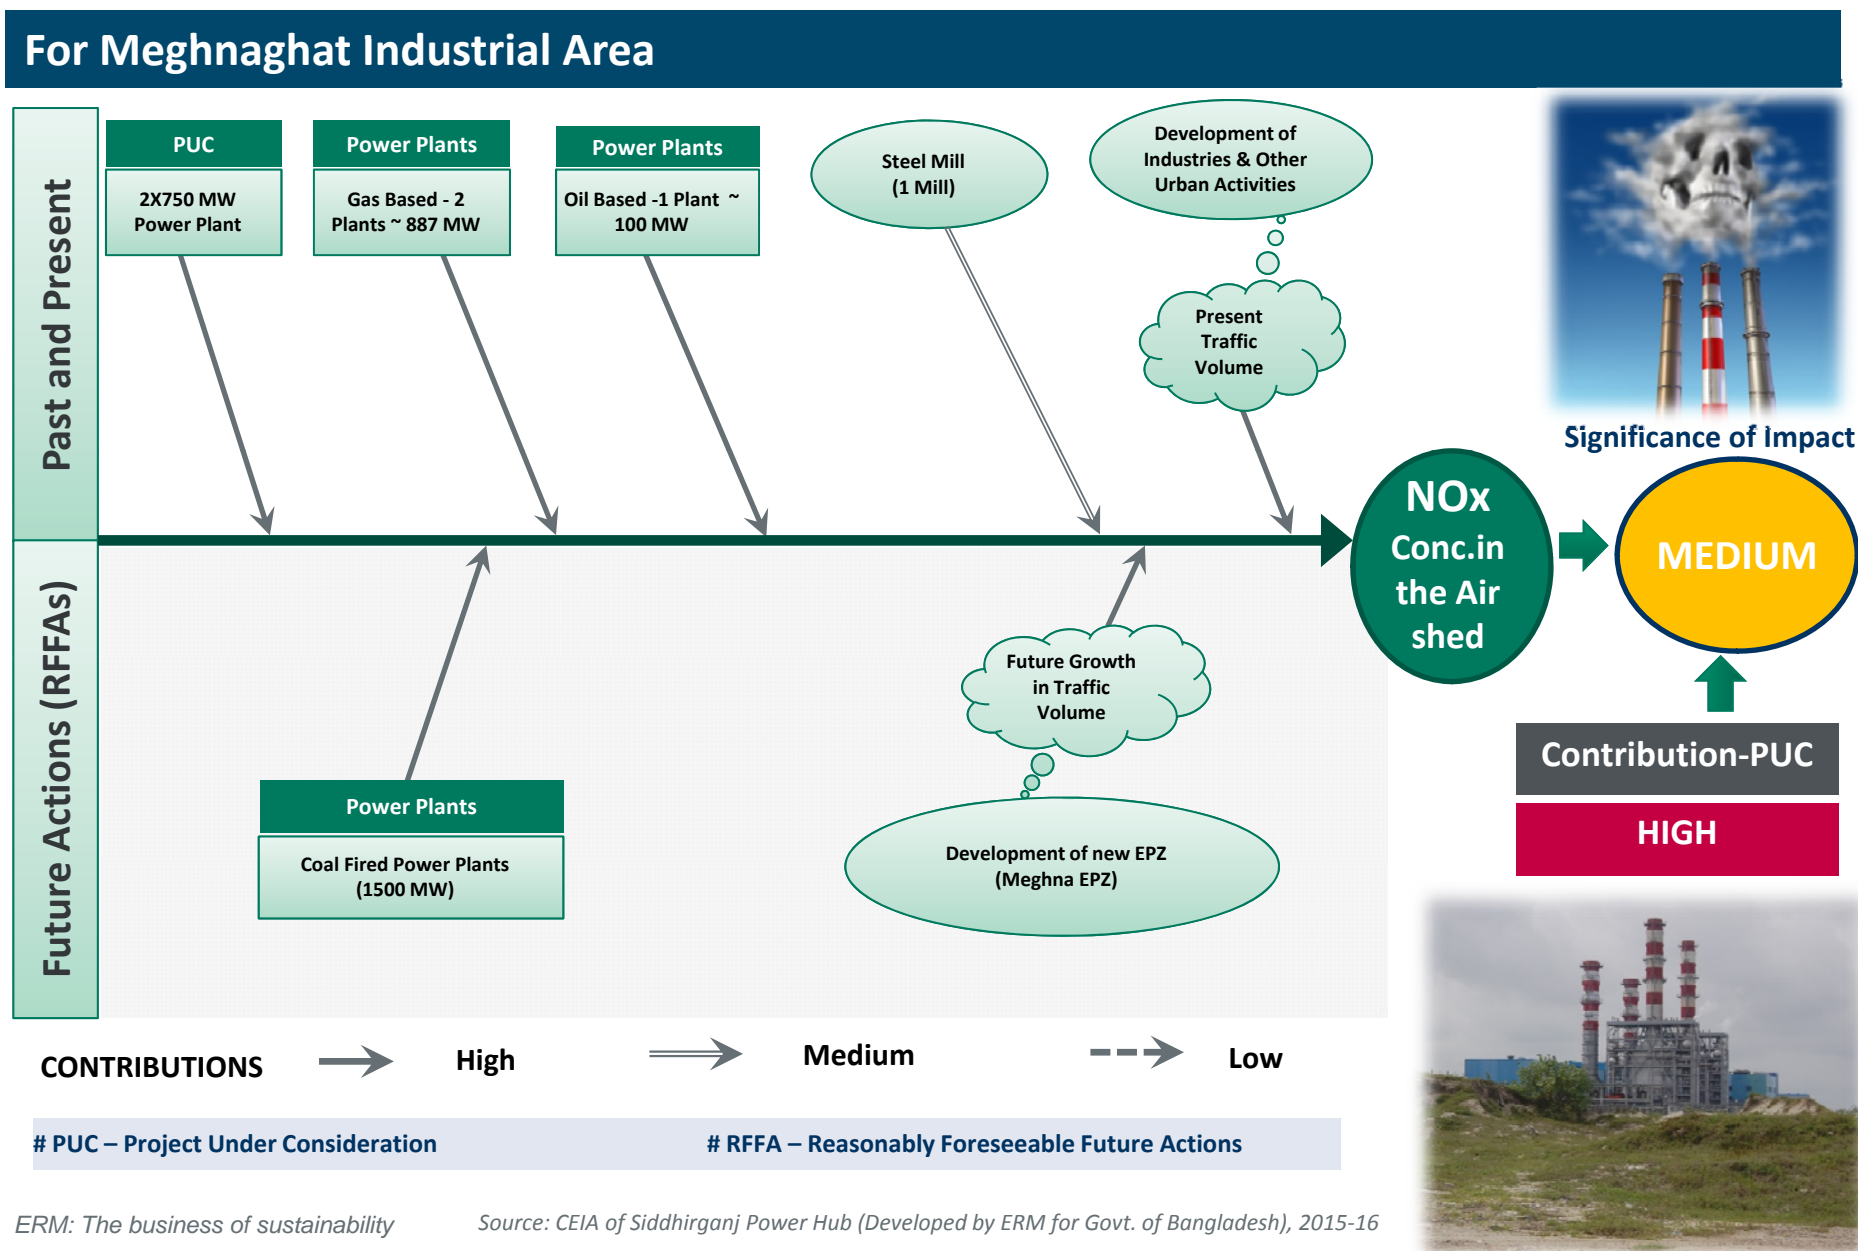 For Meghnaghat Industrial Area
Past and Present
PUC
2X750 MW
Power Plant
Power Plants
Gas Based - 2
Plants ~ 887 MW
Power Plants
Oil Based -1 Plant ~
100 MW
Steel Mill
(1 Mill)
Development of
Industries & Other
Urban Activities
Present
Traffic
Volume
Significance of Impact
NOx
Conc.in
the Air
shed
MEDIUM
Future Actions (RFFAs)
Future Growth
in Traffic
Volume
Power Plants
Coal Fired Power Plants
(1500 MW)
Development of new EPZ
(Meghna EPZ)
Contribution-PUC
HIGH
CONTRIBUTIONS
High
Medium
Low
# PUC – Project Under Consideration
# RFFA – Reasonably Foreseeable Future Actions
ERM: The business of sustainability
Source: CEIA of Siddhirganj Power Hub (Developed by ERM for Govt. of Bangladesh), 2015-16